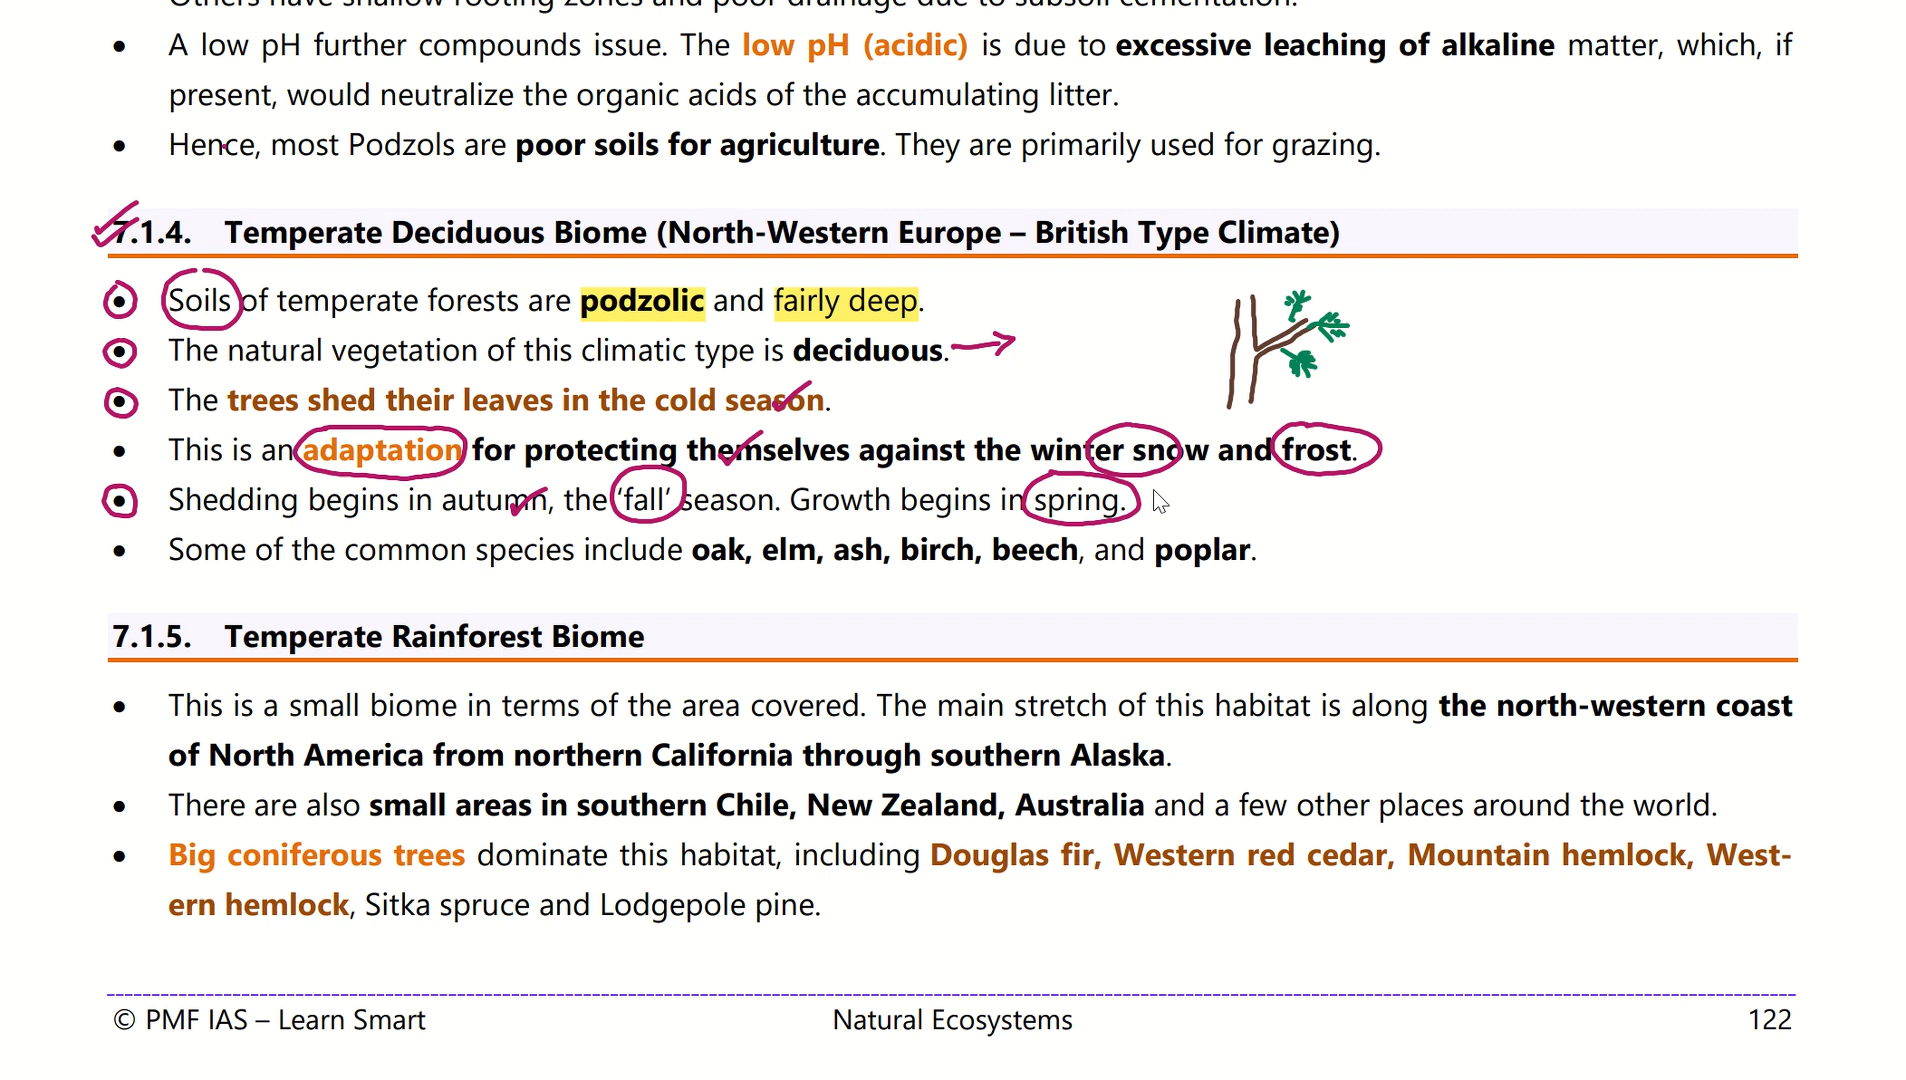 Others have shallow rooting zones and poor drainage due to subsoil cementation.
• A low pH further compounds issue. The low pH (acidic) is due to excessive leaching of alkaline matter, which, if
present, would neutralize the organic acids of the accumulating litter.
• Hence, most Podzols are poor soils for agriculture. They are primarily used for grazing.
7.1.4. Temperate Deciduous Biome (North-Western Europe – British Type Climate)
• Soils of temperate forests are podzolic and fairly deep.
• The natural vegetation of this climatic type is deciduous.
• The trees shed their leaves in the cold season.
• This is an adaptation for protecting themselves against the winter snow and frost.
• Shedding begins in autumn, the ‘fall’ season. Growth begins in spring.
• Some of the common species include oak, elm, ash, birch, beech, and poplar.
7.1.5. Temperate Rainforest Biome
• This is a small biome in terms of the area covered. The main stretch of this habitat is along the north-western coast
of North America from northern California through southern Alaska.
• There are also small areas in southern Chile, New Zealand, Australia and a few other places around the world.
• Big coniferous trees dominate this habitat, including Douglas fir, Western red cedar, Mountain hemlock, West-
ern hemlock, Sitka spruce and Lodgepole pine.
© PMF IAS – Learn Smart Natural Ecosystems 122